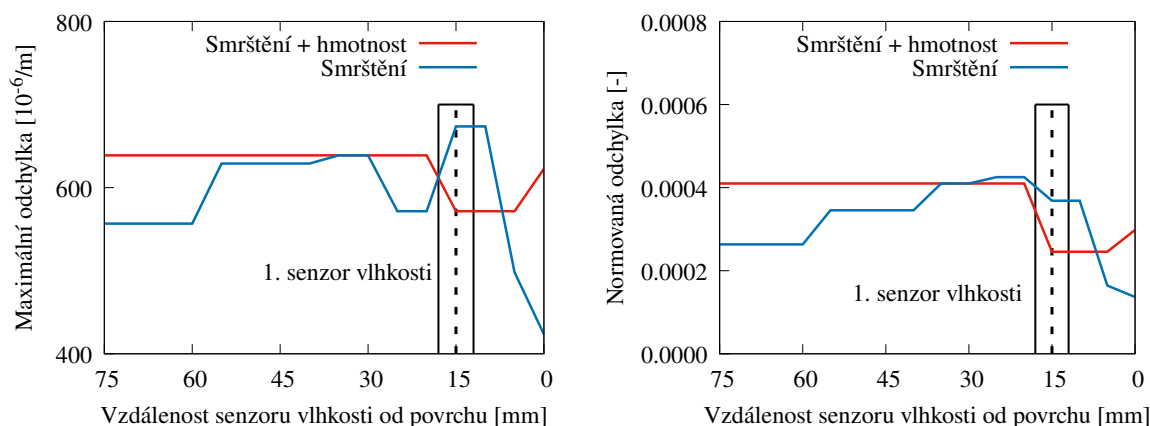 Maximální odchylka [10⁻⁶/m]
800
600
400
Smrštění + hmotnost
Smrštění
1. senzor vlhkosti
75 60 45 30 15 0
Vzdálenost senzoru vlhkosti od povrchu [mm]
Normovaná odchylka [-]
0.0008
0.0006
0.0004
0.0002
0.0000
Smrštění + hmotnost
Smrštění
1. senzor vlhkosti
75 60 45 30 15 0
Vzdálenost senzoru vlhkosti od povrchu [mm]